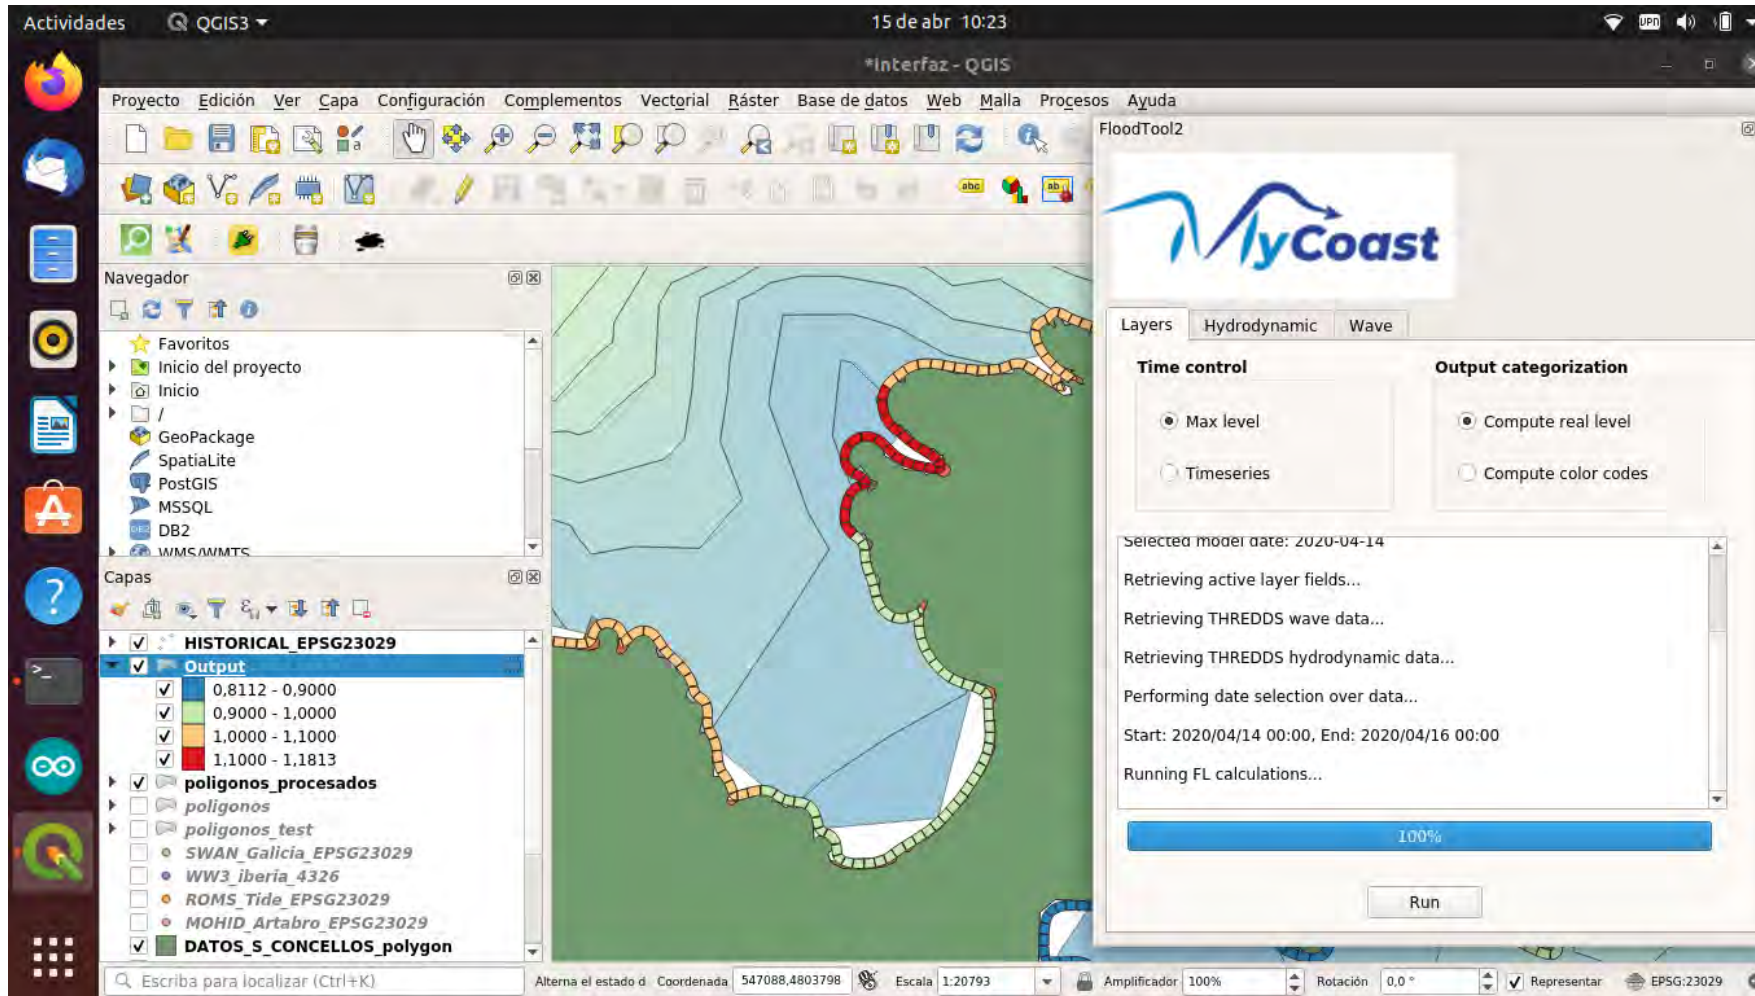 Actividades
QGIS3
15 de abr 10:23
VPN
*interfaz - QGIS
Proyecto Edición Ver Capa Configuración Complementos Vectorial Ráster Base de datos Web Malla Procesos Ayuda
FloodTool2
MyCoast
Navegador
Favoritos
Inicio del proyecto
Inicio
/
GeoPackage
SpatiaLite
PostGIS
MSSQL
DB2
WMS/WMTS
Capas
HISTORICAL_EPSG23029
Output
0,8112 - 0,9000
0,9000 - 1,0000
1,0000 - 1,1000
1,1000 - 1,1813
poligonos_procesados
poligonos
poligonos_test
SWAN_Galicia_EPSG23029
WW3_iberia_4326
ROMS_Tide_EPSG23029
MOHID_Artabro_EPSG23029
DATOS_S_CONCELLOS_polygon
Layers Hydrodynamic Wave
Time control
Output categorization
Max level
Compute real level
Timeseries
Compute color codes
Selected model date: 2020-04-14
Retrieving active layer fields...
Retrieving THREDDS wave data...
Retrieving THREDDS hydrodynamic data...
Performing date selection over data...
Start: 2020/04/14 00:00, End: 2020/04/16 00:00
Running FL calculations...
100%
Run
Escriba para localizar (Ctrl+K)
Alterna el estado d Coordenada 547088,4803798 Escala 1:20793 Amplificador 100% Rotación 0,0 ° Representar EPSG:23029